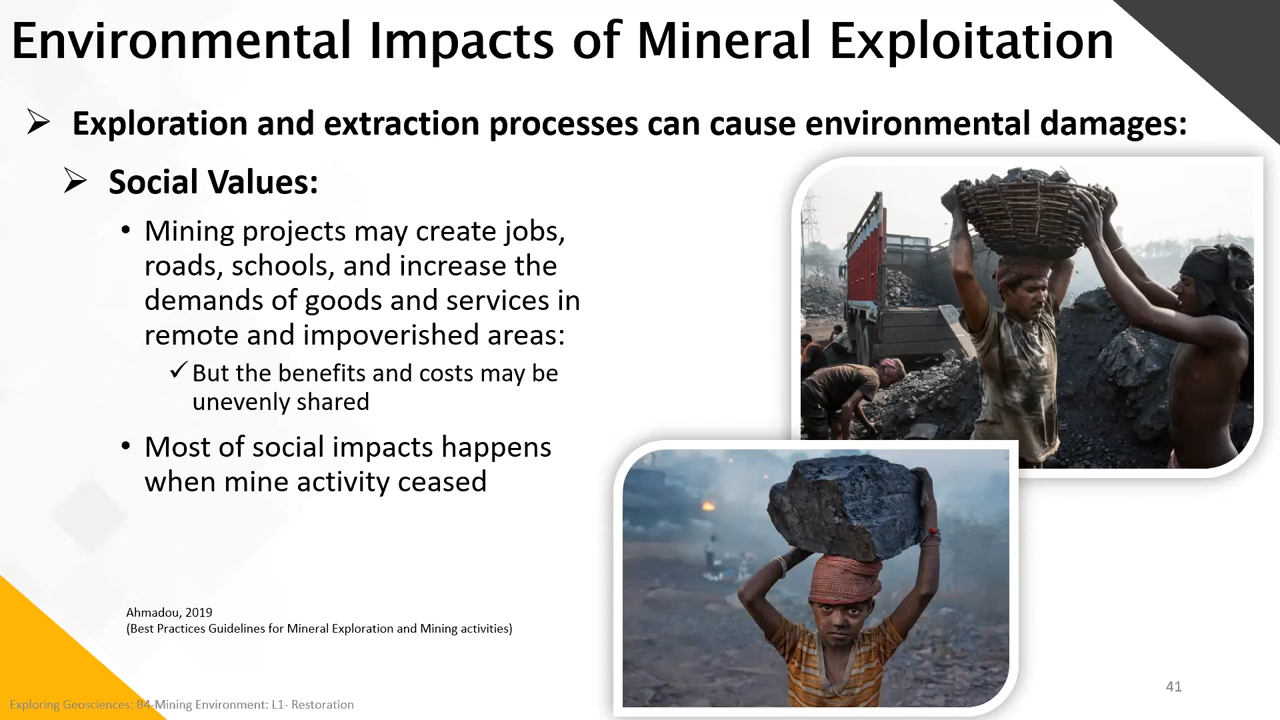 Environmental Impacts of Mineral Exploitation
➢ Exploration and extraction processes can cause environmental damages:
➢ Social Values:
• Mining projects may create jobs,
roads, schools, and increase the
demands of goods and services in
remote and impoverished areas:
✓ But the benefits and costs may be
unevenly shared
• Most of social impacts happens
when mine activity ceased
Ahmadou, 2019
(Best Practices Guidelines for Mineral Exploration and Mining activities)
Exploring Geosciences: B4-Mining Environment: L1- Restoration
41